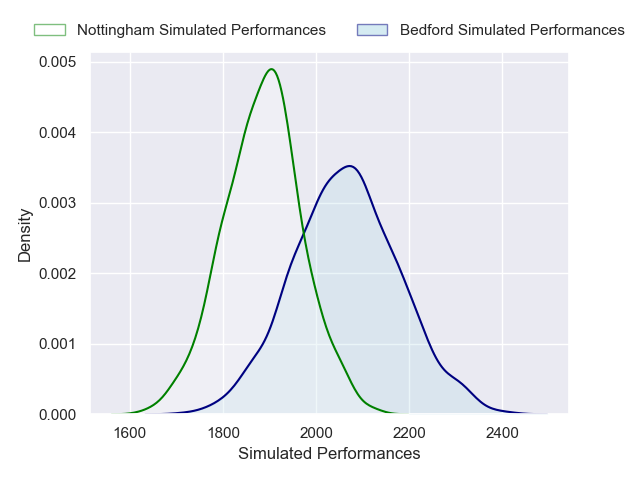 Nottingham Simulated Performances Bedford Simulated Performances
0.005
0.004
0.003
0.002
0.001
0.000
Density
1600 1800 2000 2200 2400
Simulated Performances